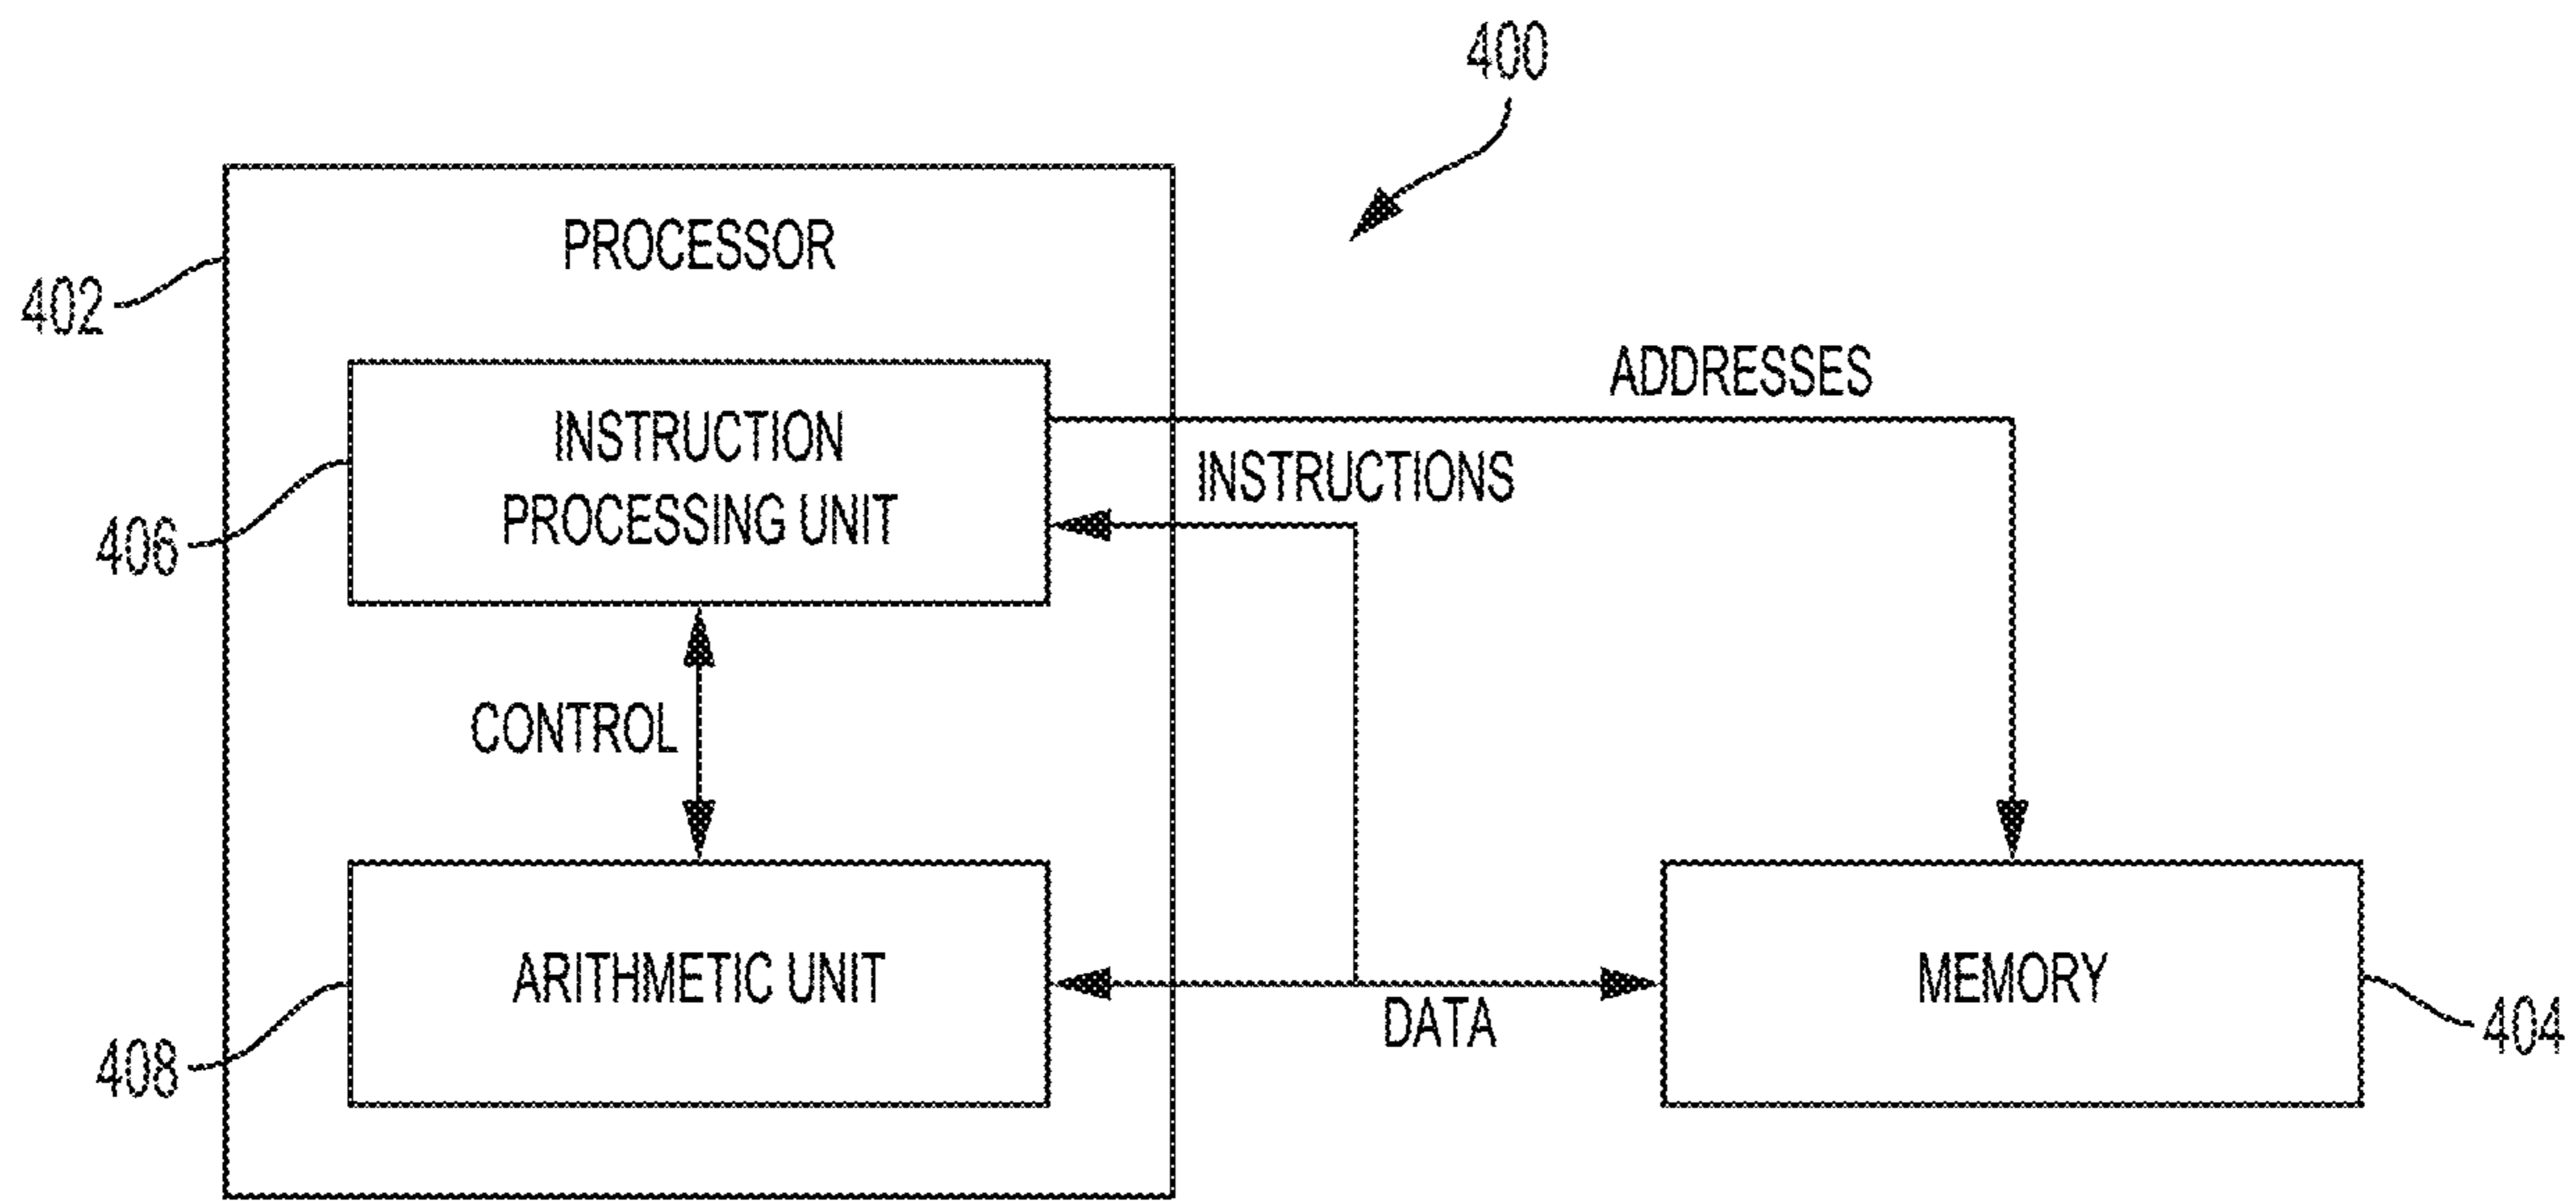 400
PROCESSOR
402
ADDRESSES
INSTRUCTION
PROCESSING UNIT
INSTRUCTIONS
406
CONTROL
ARITHMETIC UNIT
MEMORY
DATA
404
408